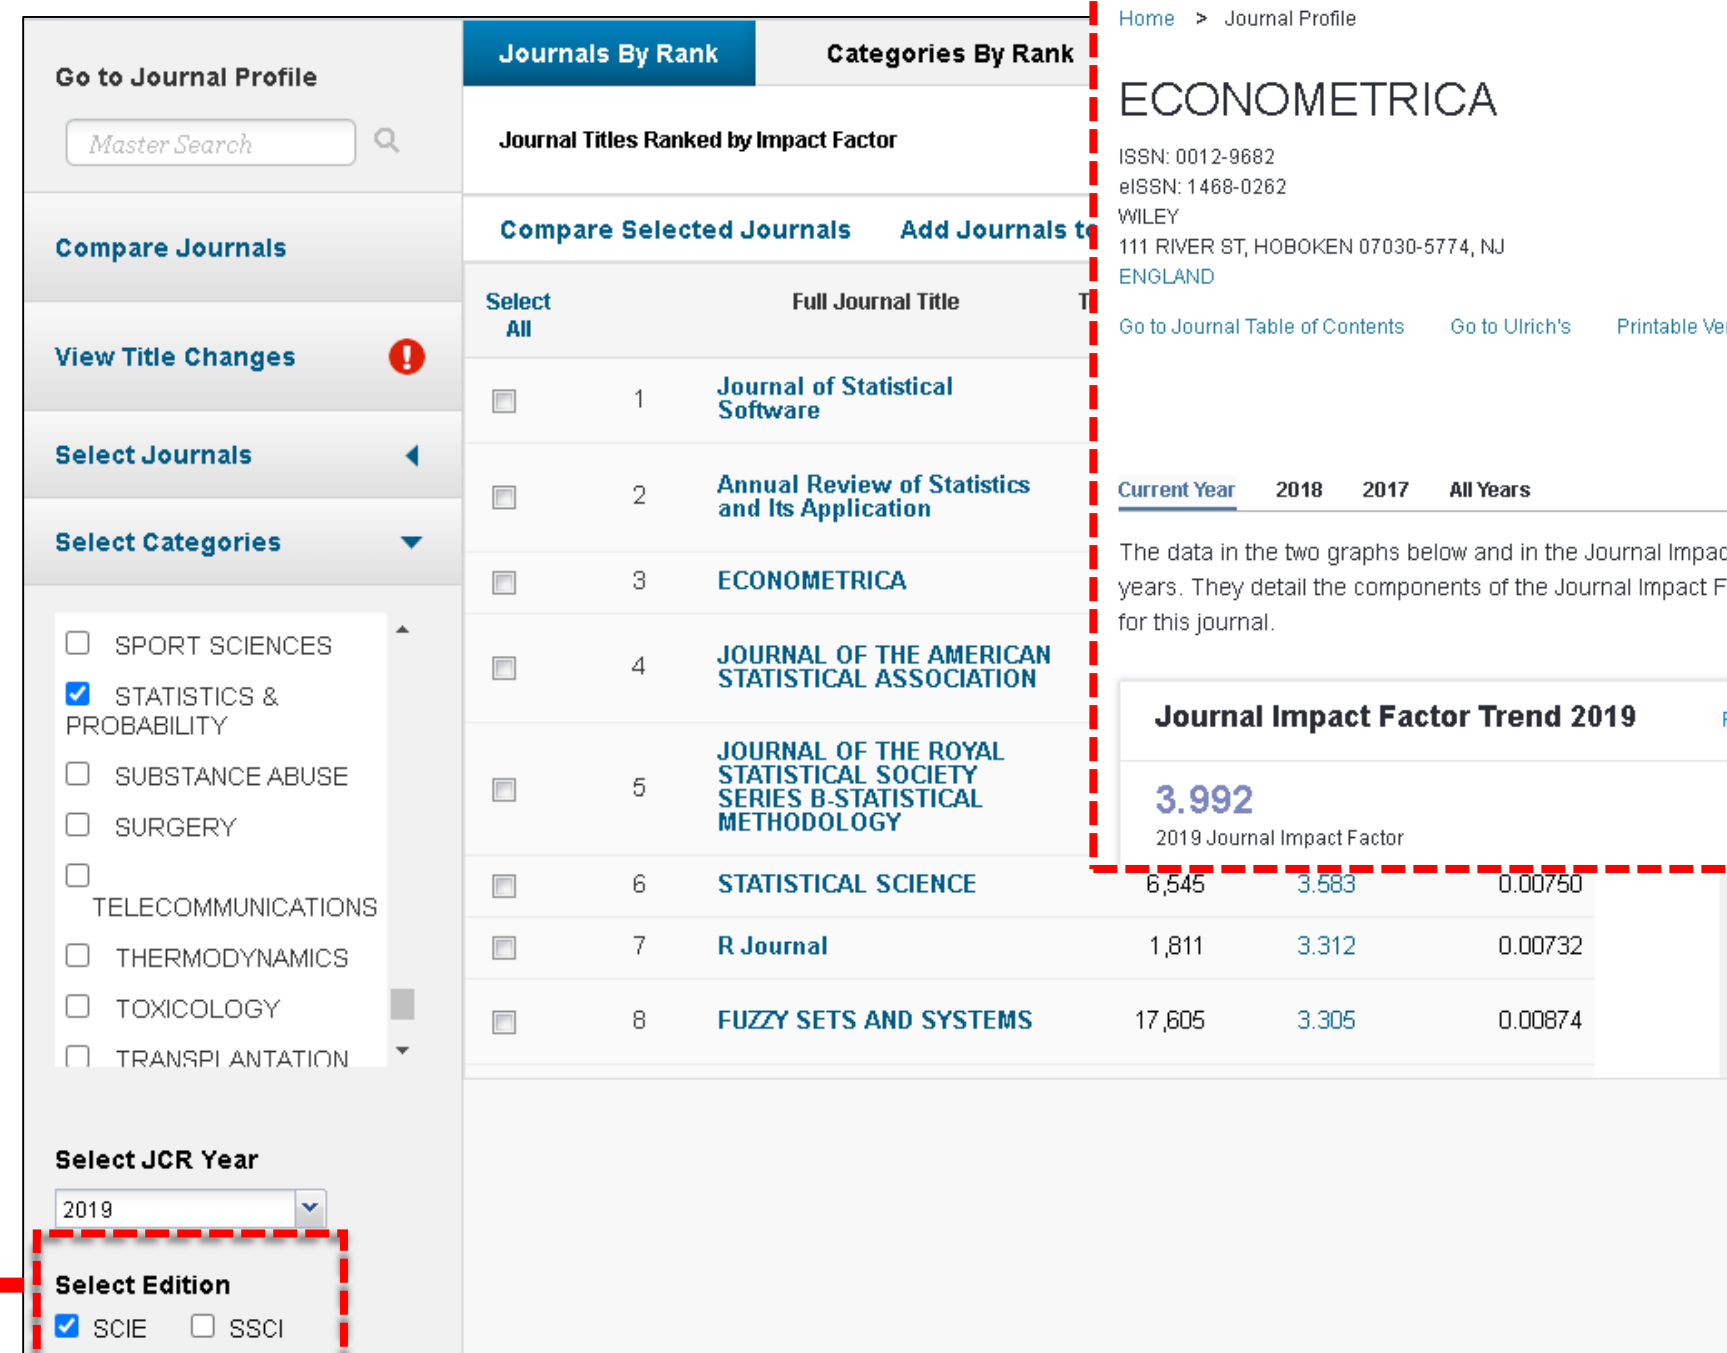 Go to Journal Profile
Master Search
Compare Journals
View Title Changes
Select Journals
Select Categories
SPORT SCIENCES
STATISTICS &
PROBABILITY
SUBSTANCE ABUSE
SURGERY
TELECOMMUNICATIONS
THERMODYNAMICS
TOXICOLOGY
TRANSPLANTATION
Select JCR Year
2019
Select Edition
SCIE SSCI
Journals By Rank Categories By Rank
Journal Titles Ranked by Impact Factor
Compare Selected Journals Add Journals to
Select
All
Full Journal Title
1 Journal of Statistical
Software
2 Annual Review of Statistics
and Its Application
3 ECONOMETRICA
4 JOURNAL OF THE AMERICAN
STATISTICAL ASSOCIATION
5 JOURNAL OF THE ROYAL
STATISTICAL SOCIETY
SERIES B-STATISTICAL
METHODOLOGY
6 STATISTICAL SCIENCE 6,545 3.583 0.00750
7 R Journal 1,811 3.312 0.00732
8 FUZZY SETS AND SYSTEMS 17,605 3.305 0.00874
Home > Journal Profile
ECONOMETRICA
ISSN: 0012-9682
eISSN: 1468-0262
WILEY
111 RIVER ST, HOBOKEN 07030-5774, NJ
ENGLAND
Go to Journal Table of Contents Go to Ulrich's Printable
Current Year 2018 2017 All Years
The data in the two graphs below and in the Journal
years. They detail the components of the Journal Impact
for this journal.
Journal Impact Factor Trend 2019
3.992
2019 Journal Impact Factor